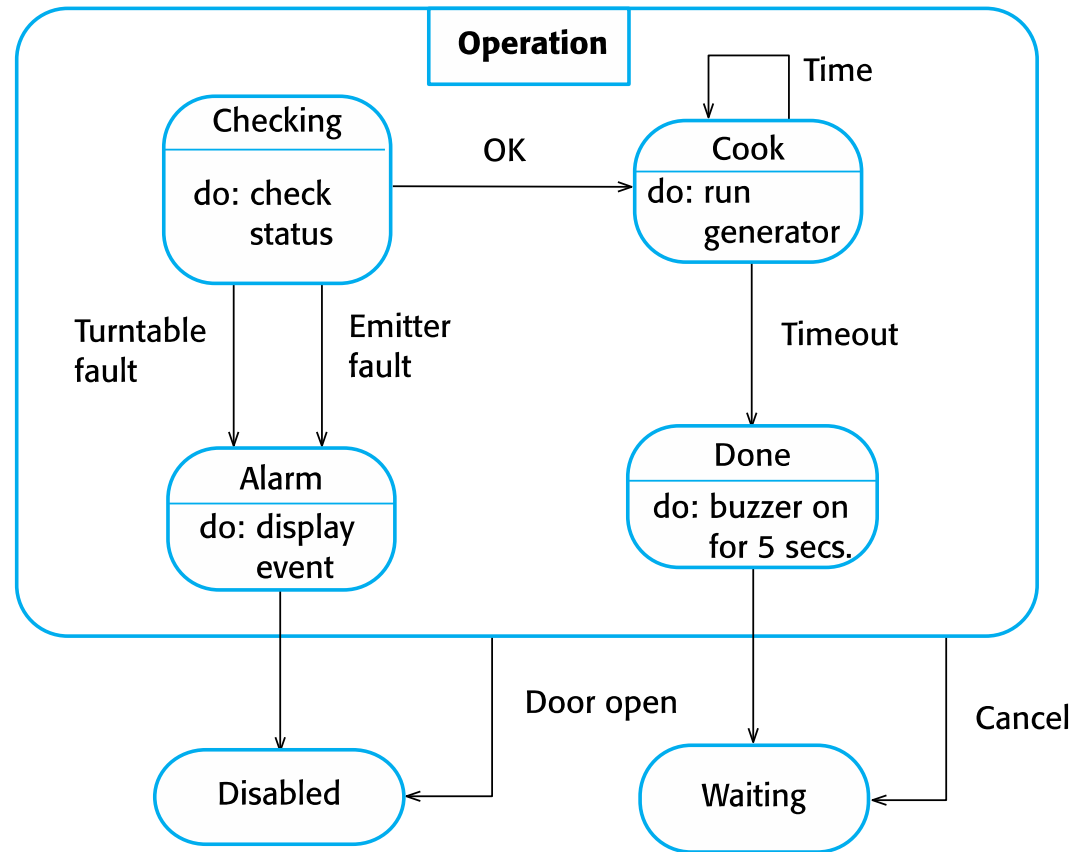 Operation
Time
Checking
OK
Cook
do: check
status
do: run
generator
Turntable
fault
Emitter
fault
Timeout
Alarm
do: display
event
Done
do: buzzer on
for 5 secs.
Door open
Cancel
Disabled
Waiting